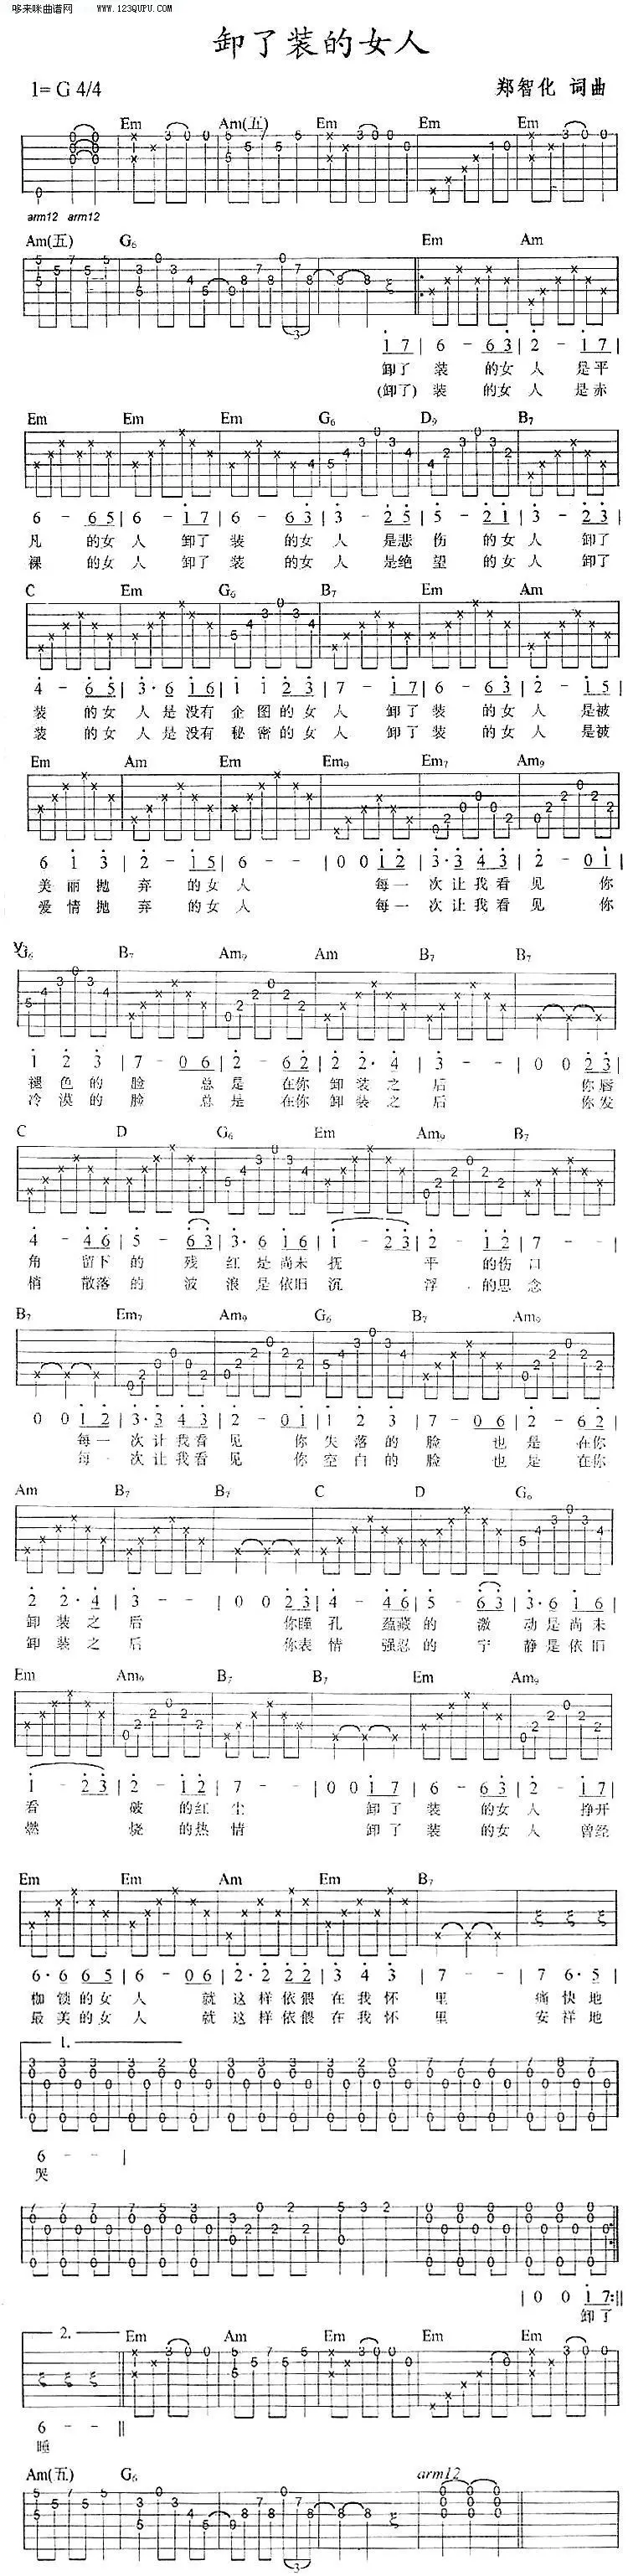 哆来咪曲谱网 www.123QUPU.com
卸了装的女人
1= G 4/4 郑智化 词曲
Em Am(五) Em Em Em
arm12 arm12
Am(五) G6 Em Am
1 7 | 6 - 6 3 | 2 - 1 7 |
卸了 装 的女 人 是平
(卸了) 装 的女 人 是赤
Em Em Em G6 D9 B7
6 - 6 5 | 6 - 1 7 | 6 - 6 3 | 3 - 2 5 | 5 - 2 1 | 3 - 2 3 |
凡 的女 人 卸了 装 的女 人 是悲 伤 的女 人 卸了
裸 的女 人 卸了 装 的女 人 是绝 望 的女 人 卸了
C Em G6 B7 Em Am
4 - 6 5 | 3· 6 1 6 | 1 1 2 3 | 7 - 1 7 | 6 - 6 3 | 2 - 1 5 |
装 的女 人 是 没有 企 图 的女 人 卸了 装 的女 人 是被
装 的女 人 是 没有 秘 密 的女 人 卸了 装 的女 人 是被
Em Am Em Em9 Em7 Am9
6 1 3 | 2 - 1 5 | 6 - - | 0 0 1 2 | 3· 3 4 3 | 2 - 0 1 |
美 丽 抛 弃 的女 人 每一 次 让 我看 见 你
爱 情 抛 弃 的女 人 每一 次 让 我看 见 你
G6 B7 Am9 Am B7 B7
1 2 3 | 7 - 0 6 | 2 - 6 2 | 2 2· 4 | 3 - - | 0 0 2 3 |
褪 色 的 脸 总 是 在你 卸 装 之 后 你唇
冷 漠 的 脸 总 是 在你 卸 装 之 后 你发
C D G6 Em Am9 B7
4 - 4 6 | 5 - 6 3 | 3· 6 1 6 | 1 - 2 3 | 2 - 1 2 | 7 - - |
角 留下 的 残 红 是 尚未 抚 平 的伤 口
梢 散落 的 波 浪 是 依旧 沉 浮 的思 念
B7 Em7 Am9 G6 B7 Am9
0 0 1 2 | 3· 3 4 3 | 2 - 0 1 | 1 2 3 | 7 - 0 6 | 2 - 6 2 |
每一 次 让 我看 见 你 失 落 的 脸 也 是 在你
每一 次 让 我看 见 你 空 白 的 脸 也 是 在你
Am B7 B7 C D G6
2 2· 4 | 3 - - | 0 0 2 3 | 4 - 4 6 | 5 - 6 3 | 3· 6 1 6 |
卸 装 之 后 你瞳 孔 蕴藏 的 激 动 是 尚未
卸 装 之 后 你表 情 强忍 的 宁 静 是 依旧
Em Am9 B7 B7 Em Am9
1 - 2 3 | 2 - 1 2 | 7 - - | 0 0 1 7 | 6 - 6 3 | 2 - 1 7 |
看 破 的红 尘 卸了 装 的女 人 挣开
燃 烧 的热 情 卸了 装 的女 人 曾经
Em Em Am Em B7
6· 6 6 5 | 6 - 0 6 | 2· 2 2 2 | 3 4 3 | 7 - - | 7 6· 5 |
枷 锁 的女 人 就 这 样 依偎 在 我 怀 里 痛 快 地
最 美 的女 人 就 这 样 依偎 在 我 怀 里 安 祥 地
1.
6 - - |
哭
| 0 0 1 7 :||
卸了
2. Em Am Em Em Em
6 - - ||
睡
Am(五) G6 arm12